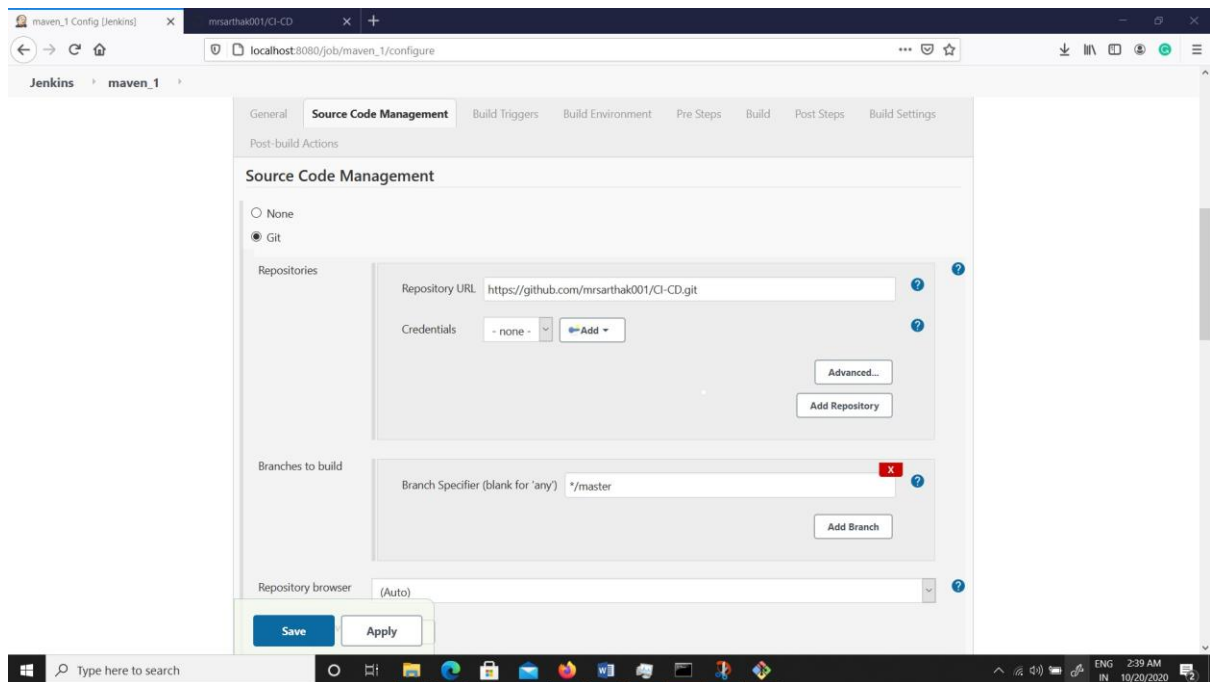 maven_1 Config [Jenkins]
mrsarthak001/CI-CD
localhost:8080/job/maven_1/configure
Jenkins maven_1
General Source Code Management Build Triggers Build Environment Pre Steps Build Post Steps Build Settings
Post-build Actions
Source Code Management
None
Git
Repositories
Repository URL https://github.com/mrsarthak001/CI-CD.git
Credentials - none - Add
Advanced...
Add Repository
Branches to build
X
Branch Specifier (blank for 'any') */master
Add Branch
Repository browser (Auto)
Save Apply
Type here to search
ENG 2:39 AM
IN 10/20/2020
2